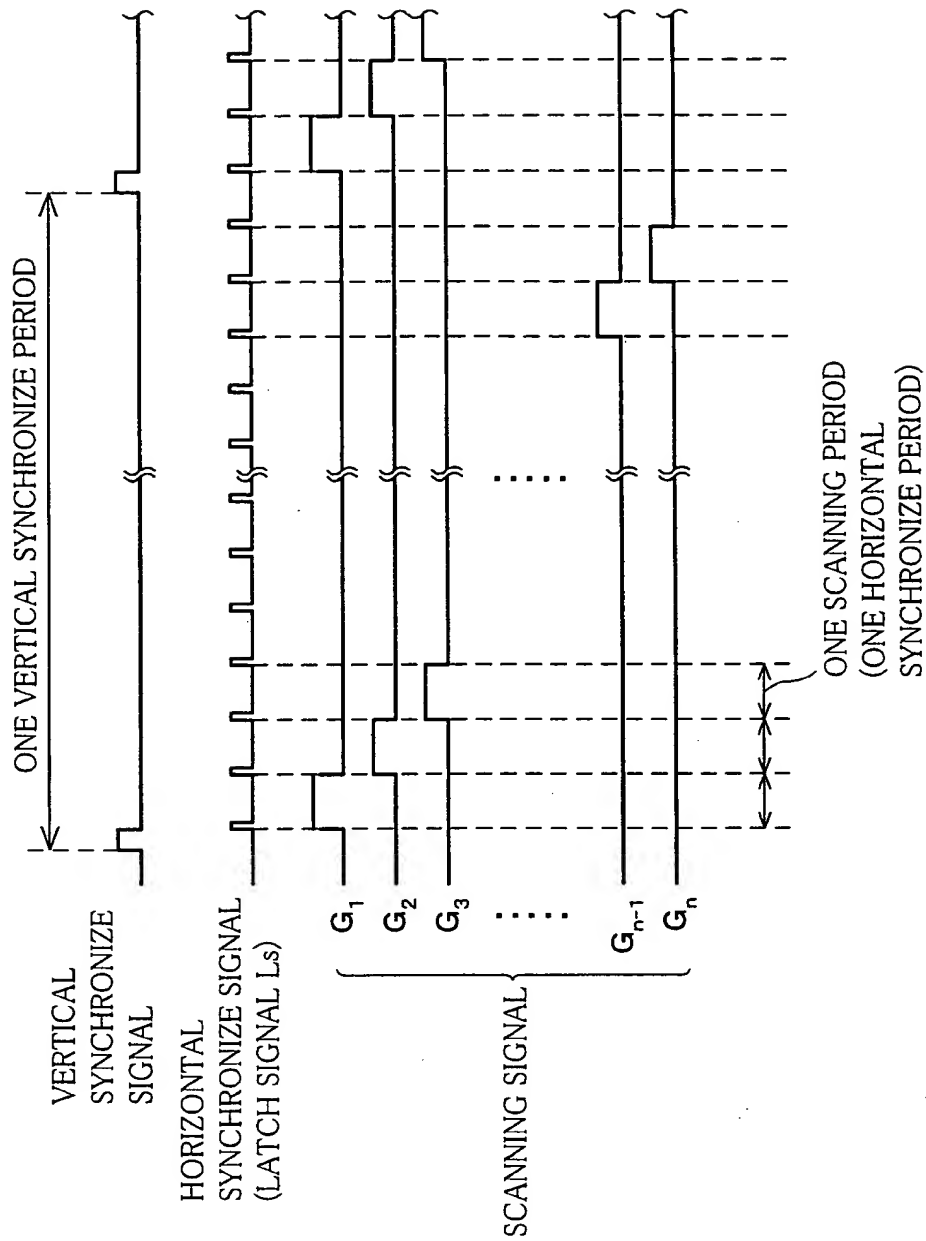 ONE VERTICAL SYNCHRONIZE PERIOD
VERTICAL
SYNCHRONIZE
SIGNAL
HORIZONTAL
SYNCHRONIZE SIGNAL
(LATCH SIGNAL Ls)
SCANNING SIGNAL
G1
G2
G3
.....
.....
Gn-1
Gn
ONE SCANNING PERIOD
(ONE HORIZONTAL
SYNCHRONIZE PERIOD)